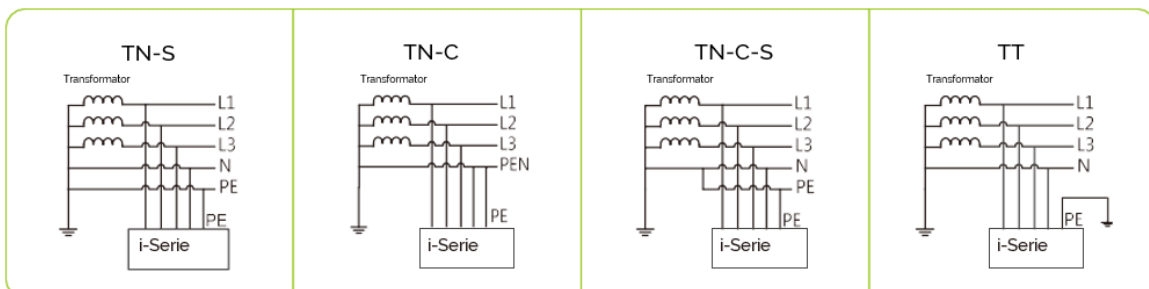 TN-S
Transformator
L1
L2
L3
N
PE
PE
i-Serie
TN-C
Transformator
L1
L2
L3
PEN
PE
i-Serie
TN-C-S
Transformator
L1
L2
L3
N
PE
PE
i-Serie
TT
Transformator
L1
L2
L3
N
PE
i-Serie